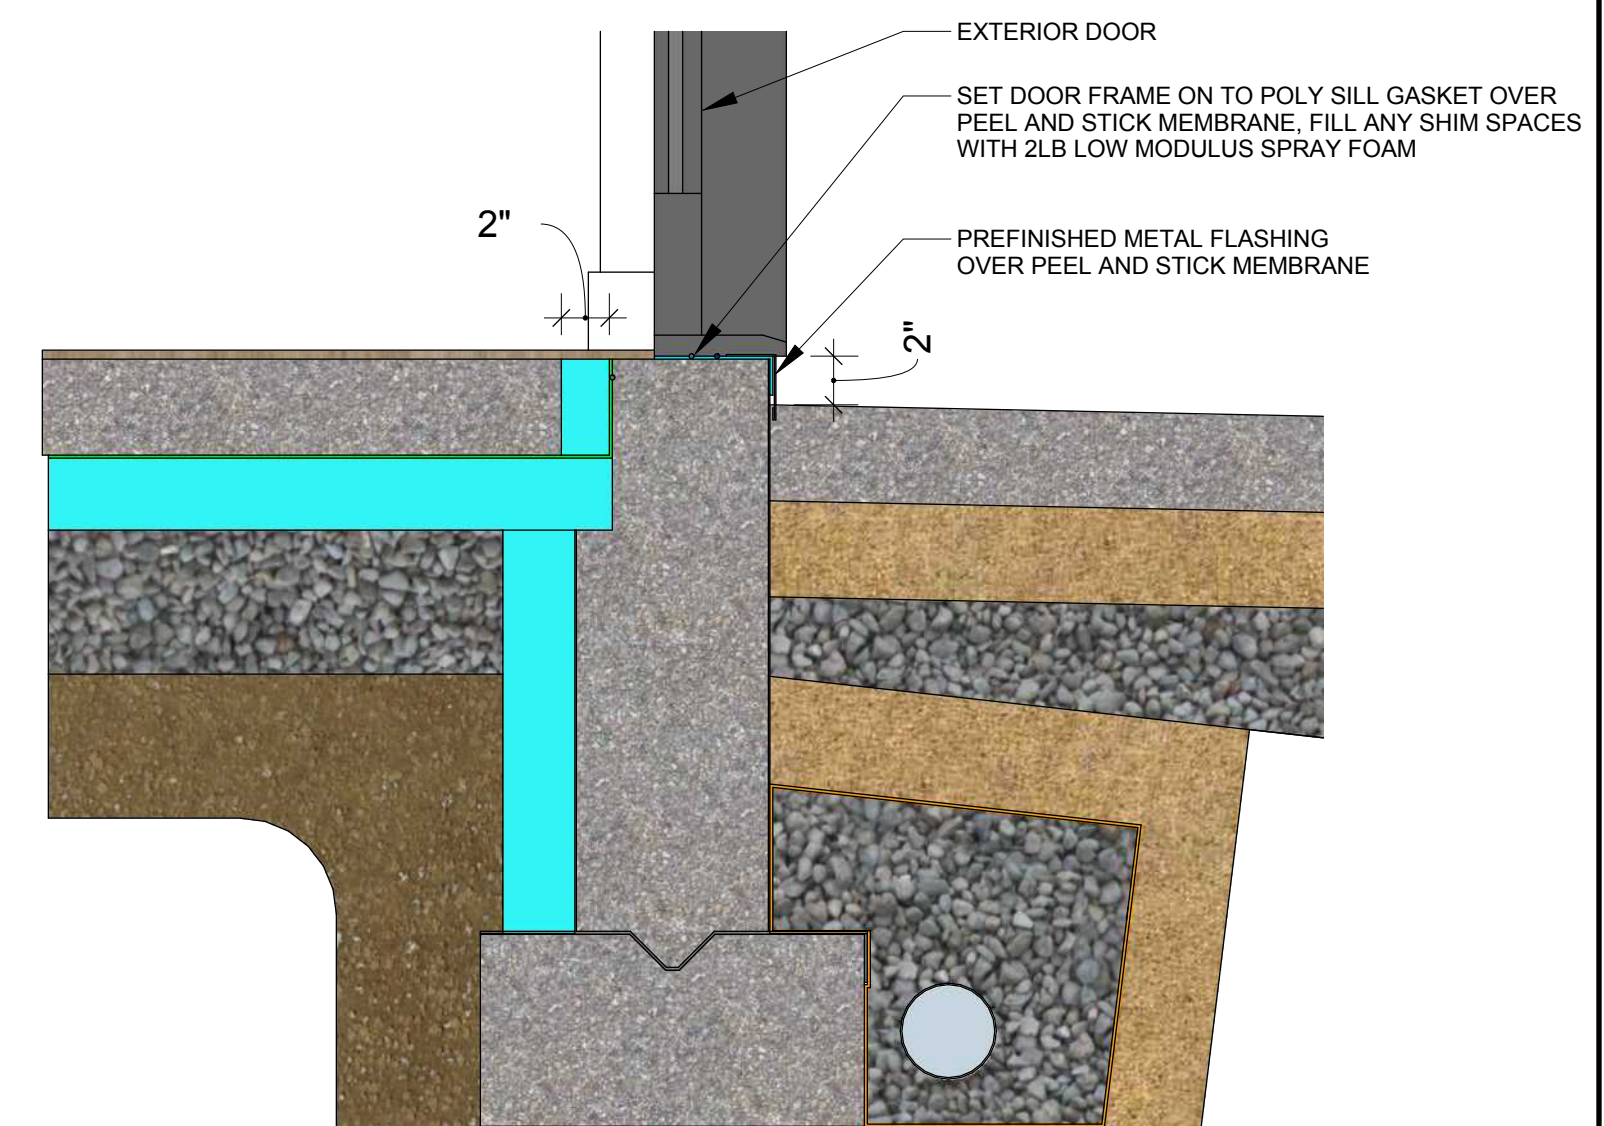 EXTERIOR DOOR
SET DOOR FRAME ON TO POLY SILL GASKET OVER
PEEL AND STICK MEMBRANE, FILL ANY SHIM SPACES
WITH 2LB LOW MODULUS SPRAY FOAM
2"
PREFINISHED METAL FLASHING
OVER PEEL AND STICK MEMBRANE
2"